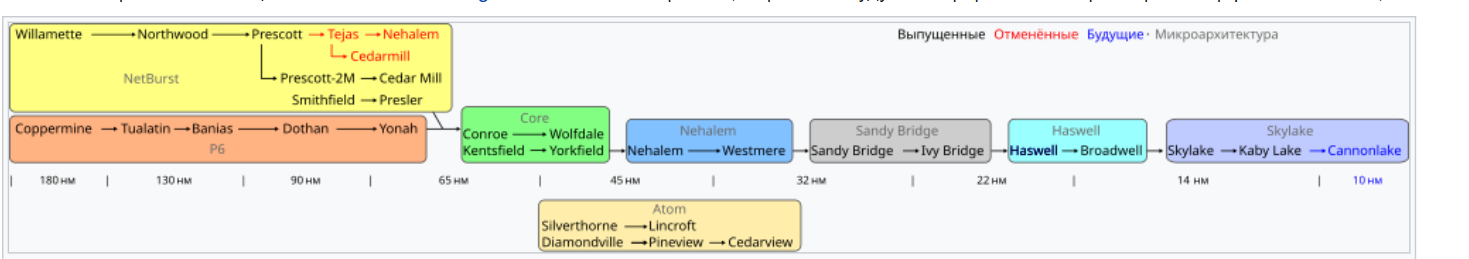 Willamette Northwood Prescott Tejas Nehalem
Cedarmill
NetBurst Prescott-2M Cedar Mill
Smithfield Presler
Выпущенные Отменённые Будущие · Микроархитектура
Coppermine Tualatin Banias Dothan Yonah
P6
Core
Conroe Wolfdale
Kentsfield Yorkfield
Nehalem
Nehalem Westmere
Sandy Bridge
Sandy Bridge Ivy Bridge
Haswell
Haswell Broadwell
Skylake
Skylake Kaby Lake Cannonlake
| 180 нм | 130 нм | 90 нм | 65 нм | 45 нм | 32 нм | 22 нм | 14 нм | 10 нм
Atom
Silverthorne Lincroft
Diamondville Pineview Cedarview